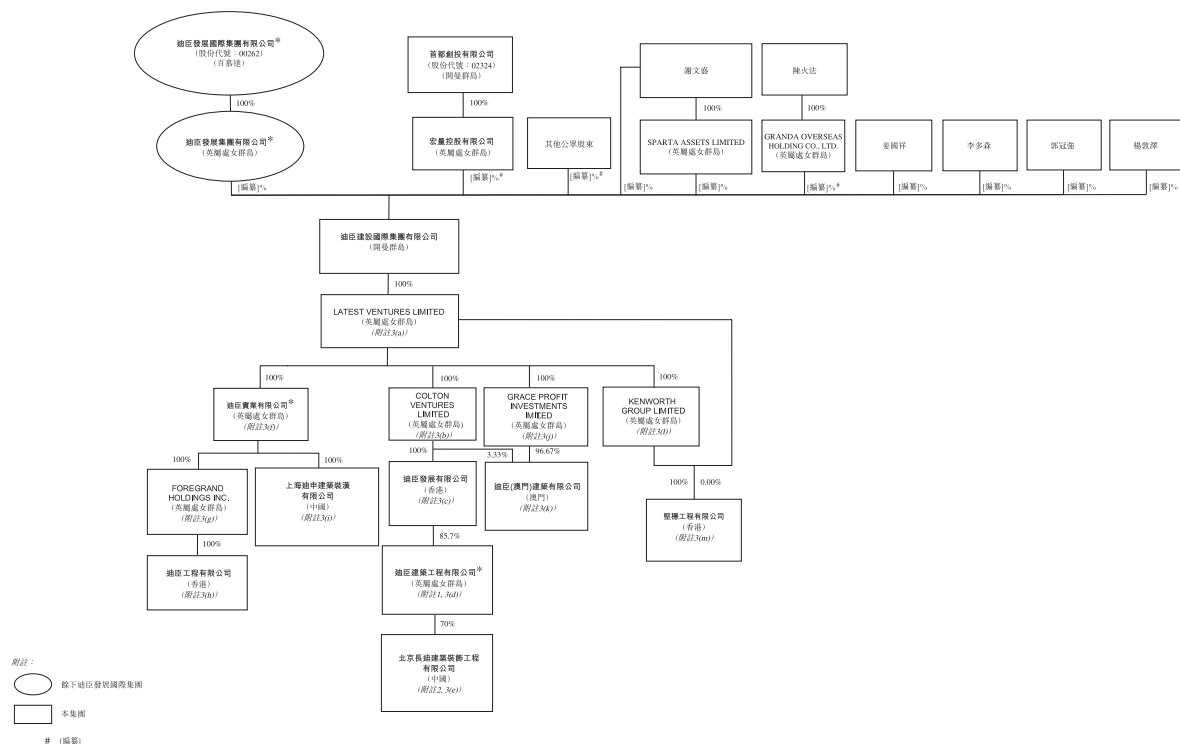 迪臣發展國際集團有限公司*
(股份代號：00262)
(百慕達)
首都創投有限公司
(股份代號：02324)
(開曼群島)
謝文盛
陳火法
100%
100%
100%
100%
迪臣發展集團有限公司*
(英屬處女群島)
宏量控股有限公司
(英屬處女群島)
其他公眾股東
SPARTA ASSETS LIMITED
(英屬處女群島)
GRANDA OVERSEAS
HOLDING CO., LTD.
(英屬處女群島)
姜國祥
李多森
郭冠強
楊敦澤
[編纂]%
[編纂]%#
[編纂]%#
[編纂]%
[編纂]%
[編纂]%#
[編纂]%
[編纂]%
[編纂]%
[編纂]%
迪臣建設國際集團有限公司
(開曼群島)
100%
LATEST VENTURES LIMITED
(英屬處女群島)
(附註3(a))
100%
100%
100%
100%
迪臣實業有限公司*
(英屬處女群島)
(附註3(f))
COLTON
VENTURES
LIMITED
(英屬處女群島)
(附註3(b))
GRACE PROFIT
INVESTMENTS
IMITED
(英屬處女群島)
(附註3(j))
KENWORTH
GROUP LIMITED
(英屬處女群島)
(附註3(l))
100%
100%
100%
3.33%
96.67%
100%
0.00%
FOREGRAND
HOLDINGS INC.
(英屬處女群島)
(附註3(g))
上海迪申建築裝潢
有限公司
(中國)
(附註3(i))
迪臣發展有限公司
(香港)
(附註3(c))
迪臣(澳門)建築有限公司
(澳門)
(附註3(k))
堅穩工程有限公司
(香港)
(附註3(m))
100%
85.7%
迪臣工程有限公司
(香港)
(附註3(h))
迪臣建築工程有限公司*
(英屬處女群島)
(附註1, 3(d))
70%
北京長迪建築裝飾工程
有限公司
(中國)
(附註2, 3(e))
附註：
餘下迪臣發展國際集團
本集團
# [編纂]